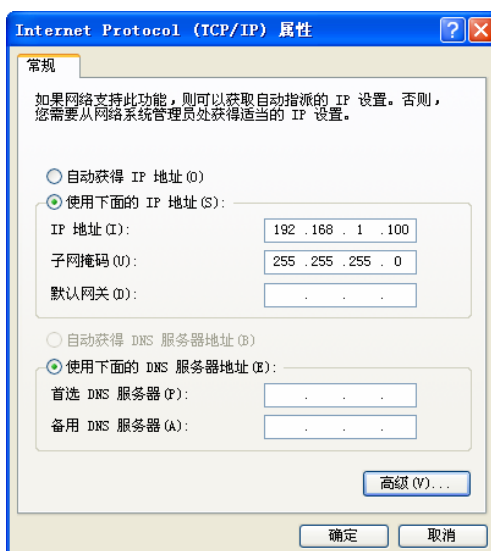 Internet Protocol (TCP/IP) 属性
常规
如果网络支持此功能，则可以获取自动指派的 IP 设置。否则，
您需要从网络系统管理员处获得适当的 IP 设置。
自动获得 IP 地址(O)
使用下面的 IP 地址(S):
IP 地址(I): 192 .168 . 1 .100
子网掩码(U): 255 .255 .255 . 0
默认网关(D): . . .
自动获得 DNS 服务器地址(B)
使用下面的 DNS 服务器地址(E):
首选 DNS 服务器(P): . . .
备用 DNS 服务器(A): . . .
高级(V)...
确定 取消